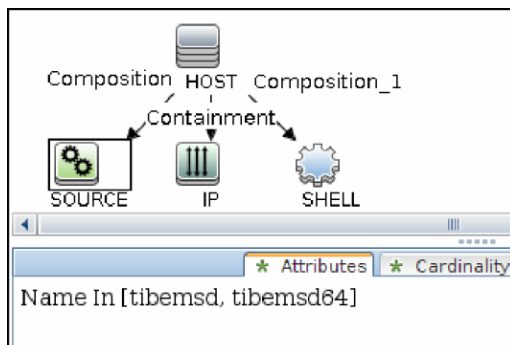 Composition HOST Composition_1
Containment
SOURCE IP SHELL
* Attributes * Cardinality
Name In [tibemsd, tibemsd64]